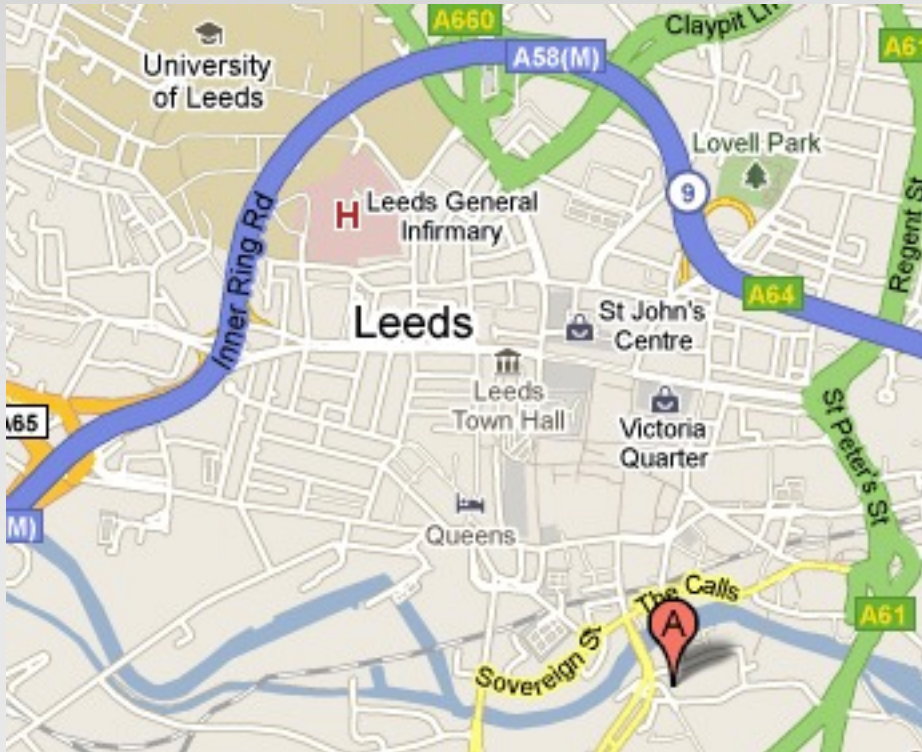 A660
Claypit Ln
A58(M)
A61
University
of Leeds
Lovell Park
9
H
Leeds General
Infirmary
Regent St
Inner Ring Rd
A64
Leeds
St John's
Centre
Leeds
Town Hall
A65
Victoria
Quarter
St Peter's St
Queens
(M)
The Calls
A
A61
Sovereign St